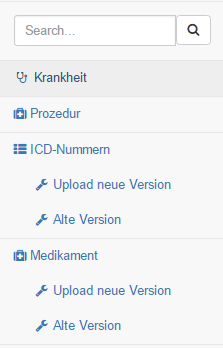 Search...
Krankheit
Prozedur
ICD-Nummern
Upload neue Version
Alte Version
Medikament
Upload neue Version
Alte Version